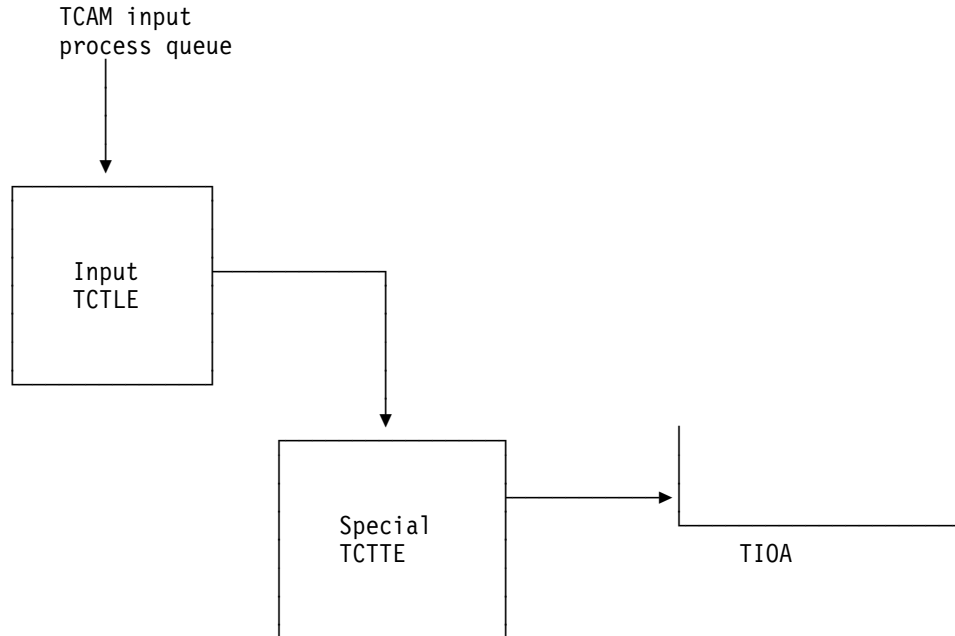 TCAM input
process queue
Input
TCTLE
Special
TCTTE
TIOA